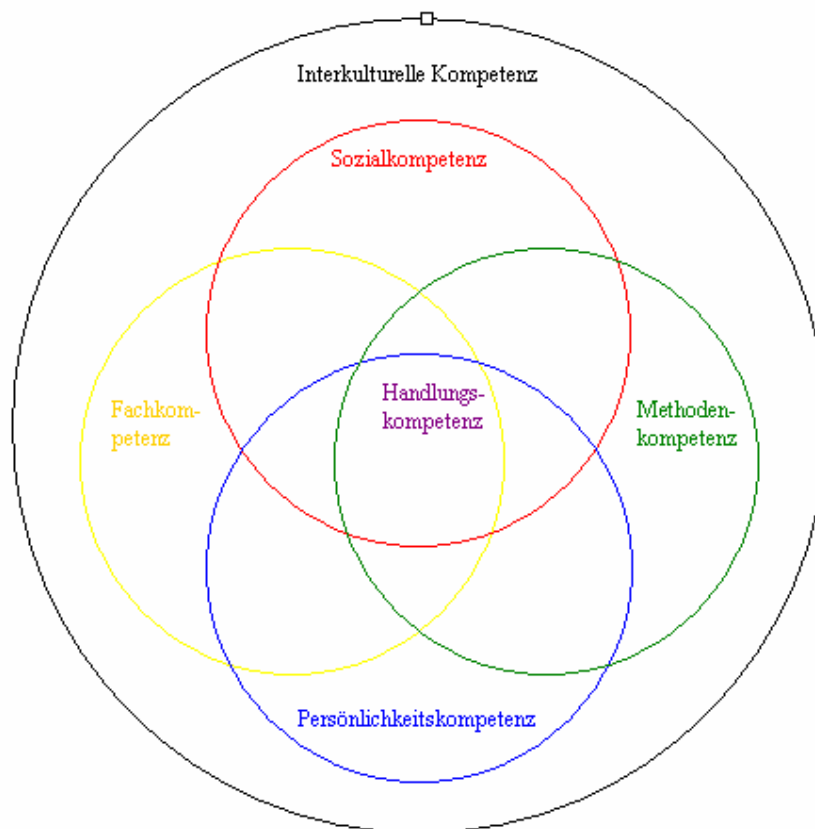 Interkulturelle Kompetenz
Sozialkompetenz
Fachkom-
petenz
Handlungs-
kompetenz
Methoden-
kompetenz
Persönlichkeitskompetenz